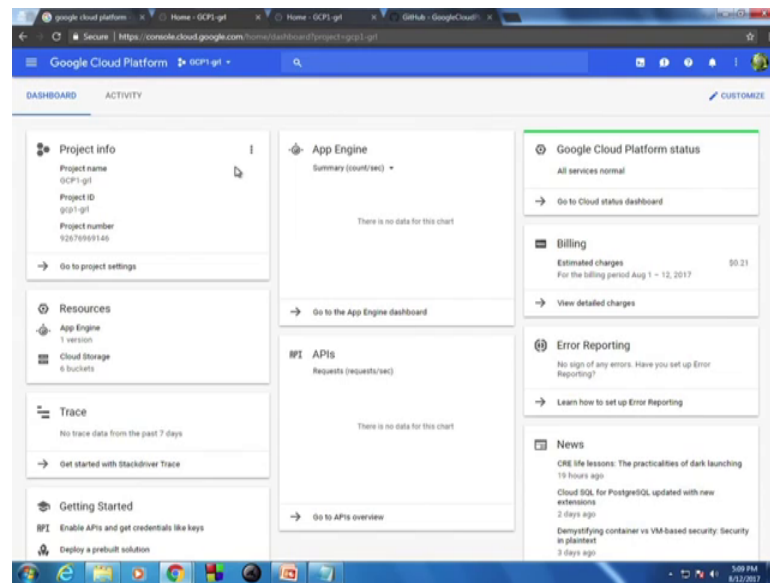 google cloud platform -
Home - GCP1-grl
Home - GCP1-grl
GitHub - GoogleCloudP
Secure | https://console.cloud.google.com/home/dashboard?project=gcp1-grl
Google Cloud Platform
GCP1-grl
DASHBOARD
ACTIVITY
CUSTOMIZE
Project info
Project name
GCP1-grl
Project ID
gcp1-grl
Project number
92676969146
Go to project settings
Resources
App Engine
1 version
Cloud Storage
6 buckets
Trace
No trace data from the past 7 days
Get started with Stackdriver Trace
Getting Started
API Enable APIs and get credentials like keys
Deploy a prebuilt solution
App Engine
Summary (count/sec)
There is no data for this chart
Go to the App Engine dashboard
API APIs
Requests (requests/sec)
There is no data for this chart
Go to APIs overview
Google Cloud Platform status
All services normal
Go to Cloud status dashboard
Billing
Estimated charges $0.21
For the billing period Aug 1 – 12, 2017
View detailed charges
Error Reporting
No sign of any errors. Have you set up Error
Reporting?
Learn how to set up Error Reporting
News
CRE life lessons: The practicalities of dark launching
19 hours ago
Cloud SQL for PostgreSQL updated with new
extensions
2 days ago
Demystifying container vs VM-based security: Security
in plaintext
3 days ago
5:09 PM
8/12/2017